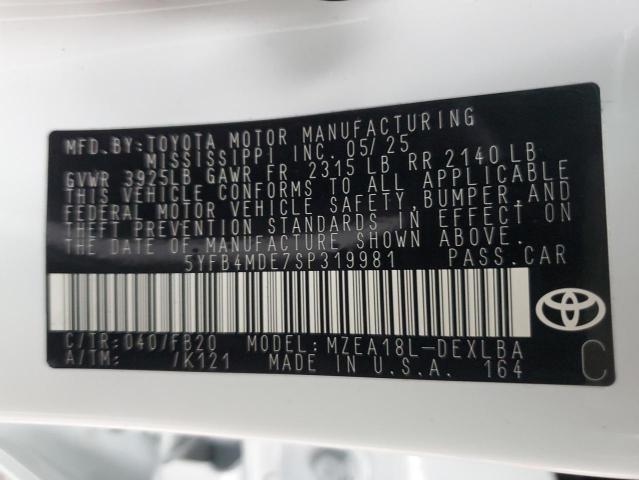 MFD. BY: TOYOTA MOTOR MANUFACTURING
MISSISSIPPI INC. 05/25
GVWR 3925LB GAWR FR 2315 LB RR 2140 LB
THIS VEHICLE CONFORMS TO ALL APPLICABLE
FEDERAL MOTOR VEHICLE SAFETY, BUMPER, AND
THEFT PREVENTION STANDARDS IN EFFECT ON
THE DATE OF MANUFACTURE SHOWN ABOVE.
5YFB4MDE7SP319981 PASS. CAR
C/TR: 040/FB20 MODEL: MZEA18L-DEXLBA
A/TM: /K121 MADE IN U.S.A. 164 C